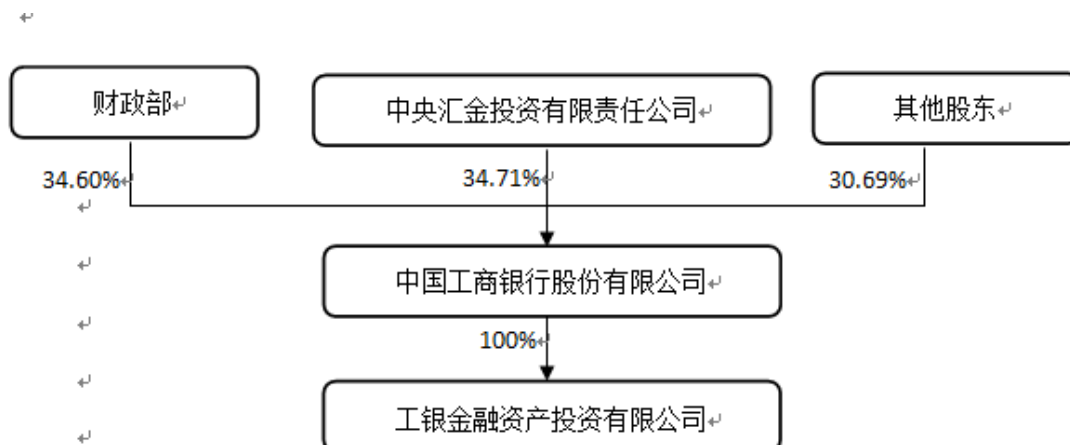 财政部
中央汇金投资有限责任公司
其他股东
34.60%
34.71%
30.69%
中国工商银行股份有限公司
100%
工银金融资产投资有限公司